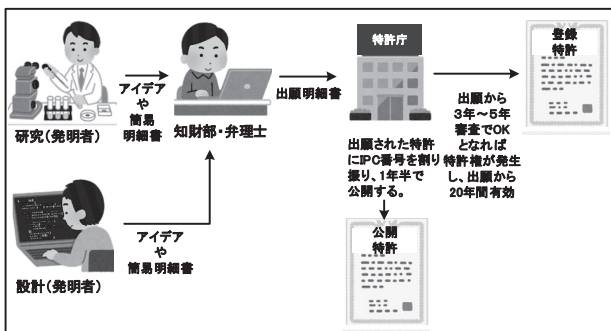 研究(発明者)
アイデア
や
簡易
明細書
知財部・弁理士
出願明細書
特許庁
出願された特許
にIPC番号を割り
振り、1年半で
公開する。
出願から
3年～5年
審査でOK
となれば
特許権が発生
し、出願から
20年間有効
登録
特許
設計(発明者)
アイデア
や
簡易明細書
公開
特許